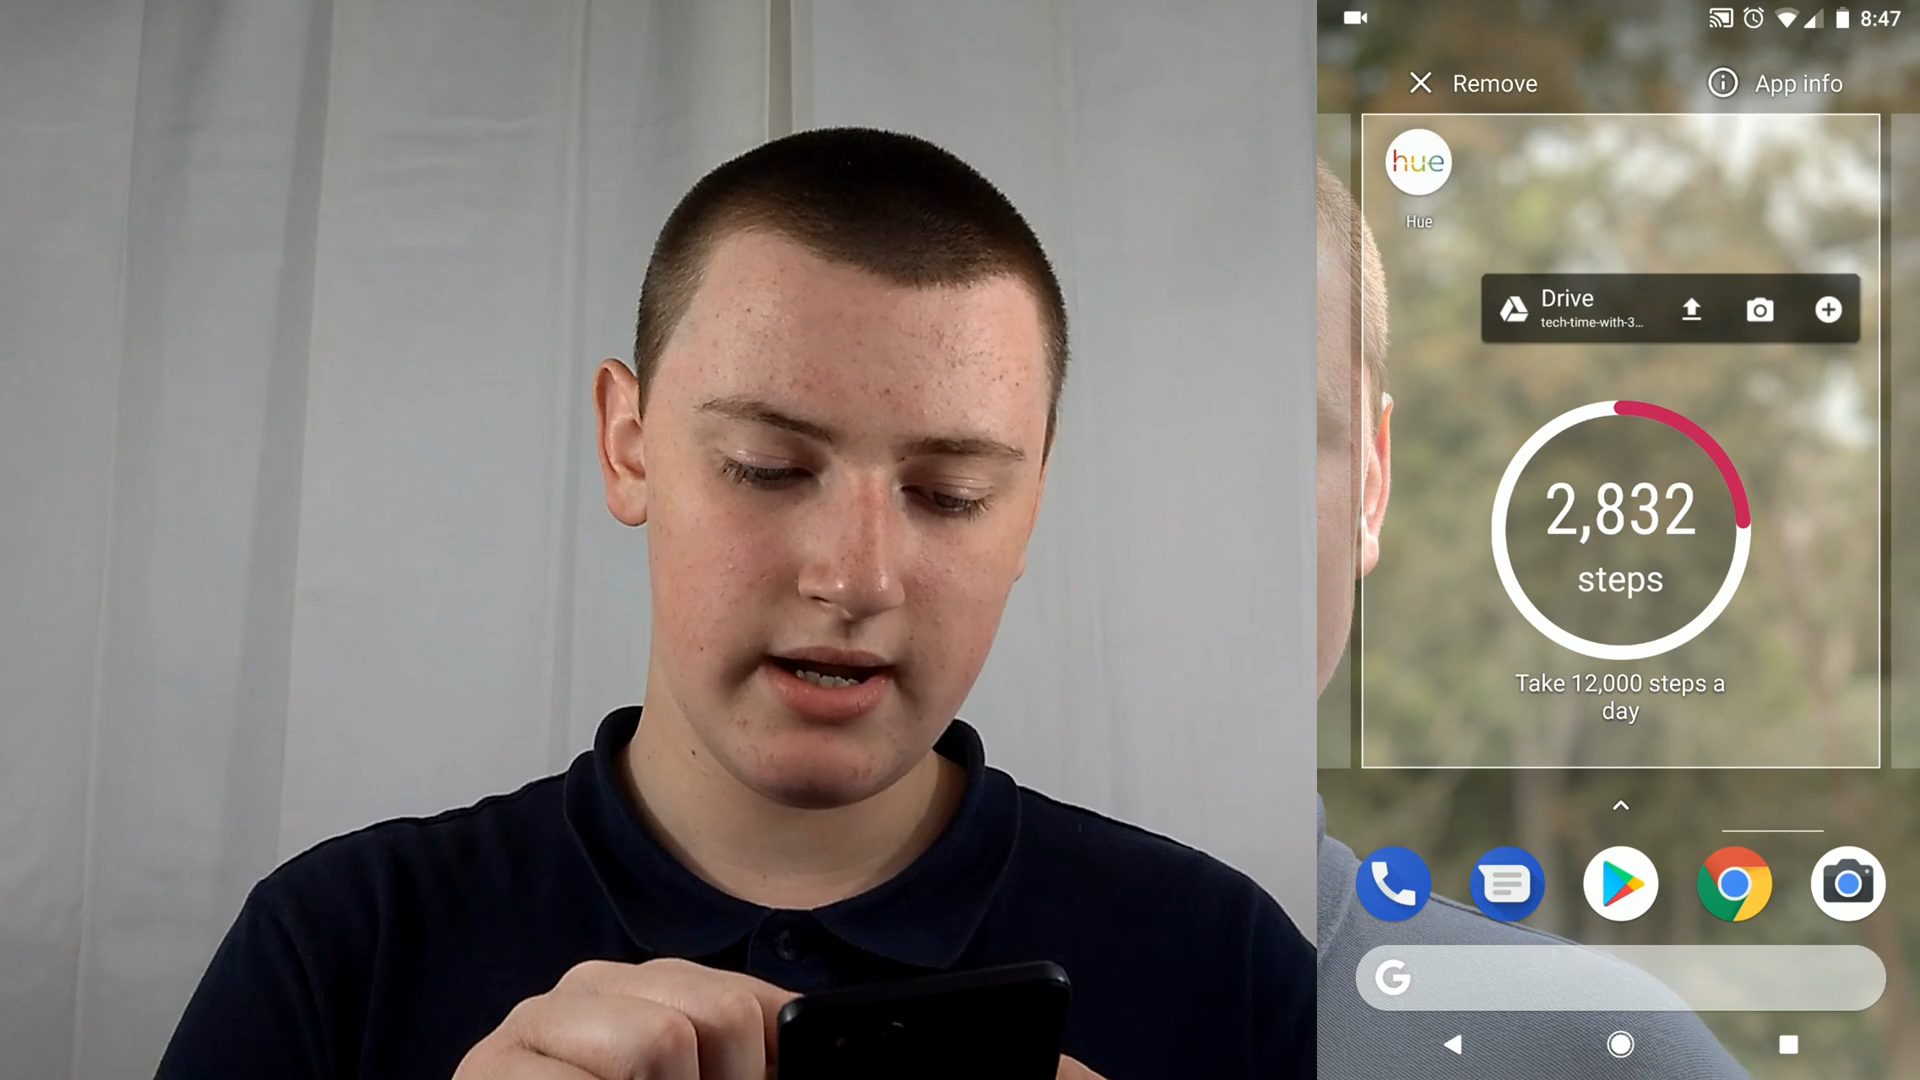 8:47
Remove
App info
hue
Hue
Drive
tech-time-with-3...
2,832
steps
Take 12,000 steps a
day
G